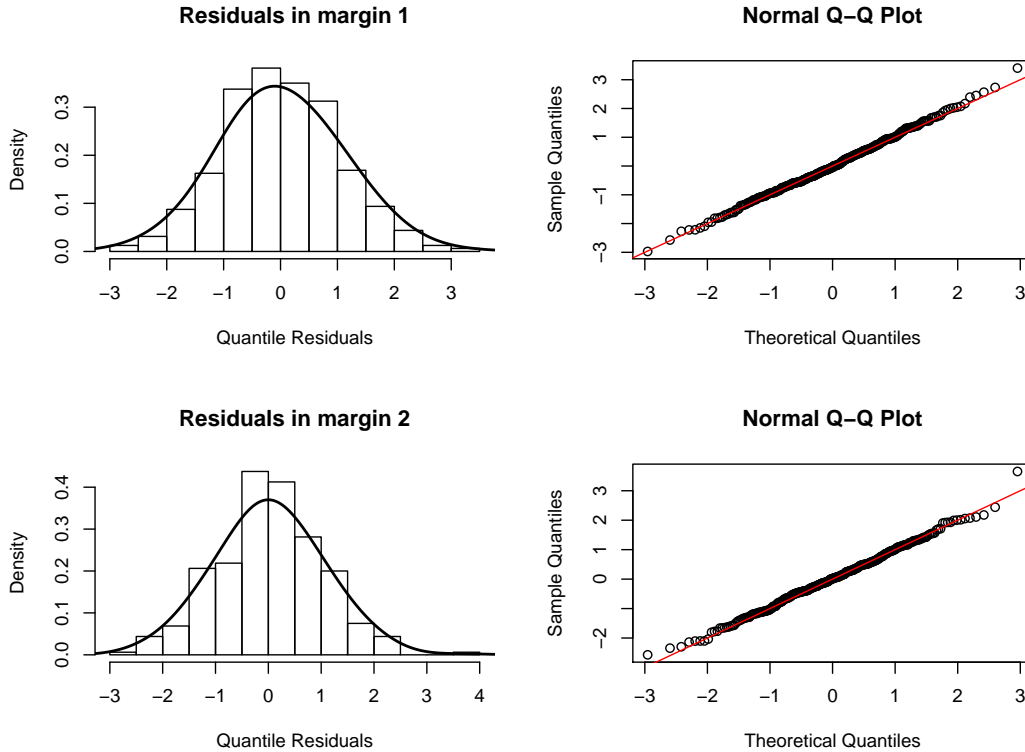 Residuals in margin 1
Density
0.0 0.1 0.2 0.3
−3 −2 −1 0 1 2 3
Quantile Residuals
Normal Q−Q Plot
Sample Quantiles
−3 −1 1 2 3
−3 −2 −1 0 1 2 3
Theoretical Quantiles
Residuals in margin 2
Density
0.0 0.1 0.2 0.3 0.4
−3 −2 −1 0 1 2 3 4
Quantile Residuals
Normal Q−Q Plot
Sample Quantiles
−2 0 1 2 3
−3 −2 −1 0 1 2 3
Theoretical Quantiles